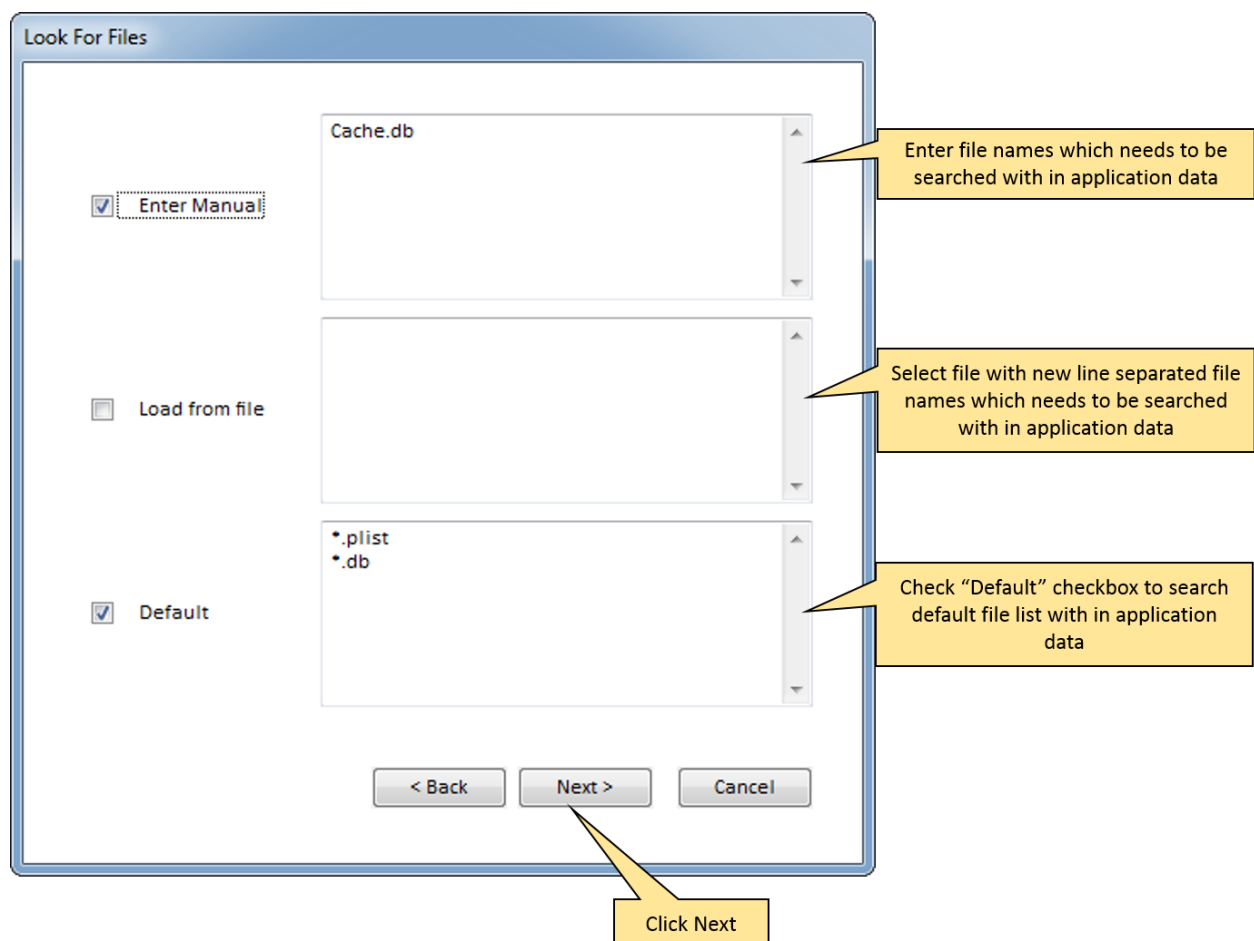 Look For Files
Cache.db
Enter Manual
Enter file names which needs to be
searched with in application data
Load from file
Select file with new line separated file
names which needs to be searched
with in application data
*.plist
*.db
Default
Check “Default” checkbox to search
default file list with in application
data
< Back
Next >
Cancel
Click Next